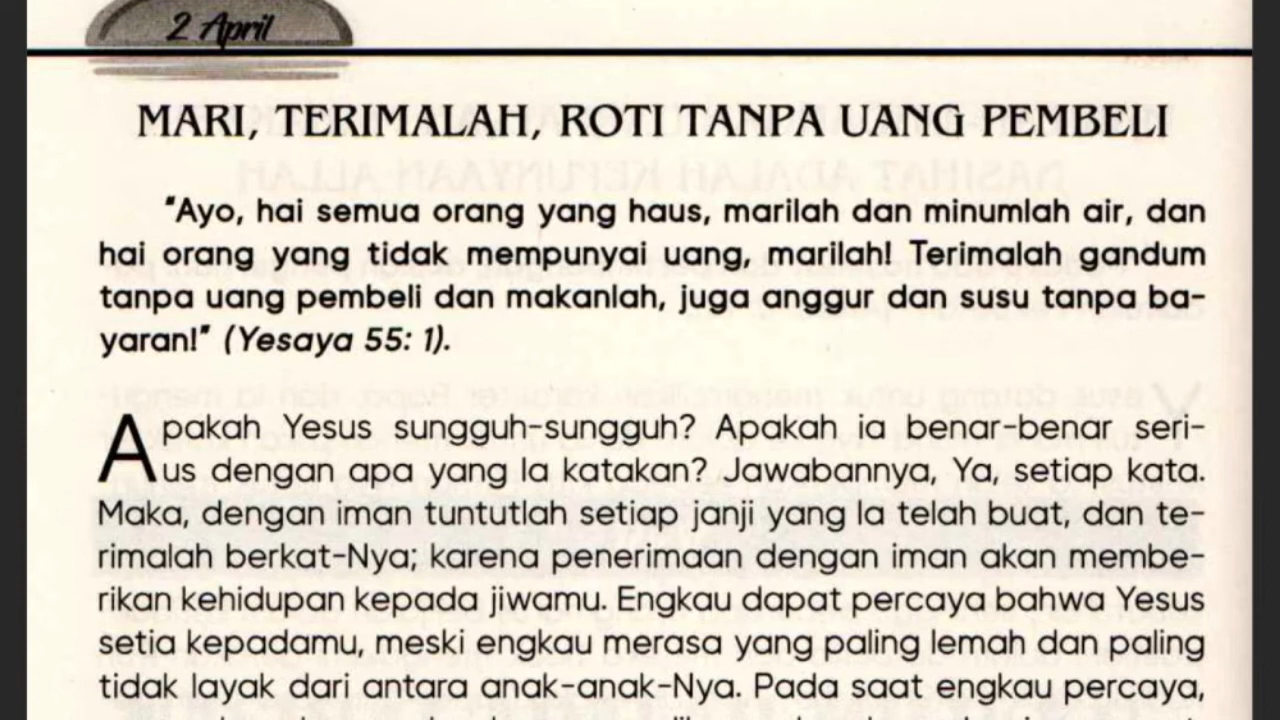 2 April
MARI, TERIMALAH, ROTI TANPA UANG PEMBELI
"Ayo, hai semua orang yang haus, marilah dan minumlah air, dan
hai orang yang tidak mempunyai uang, marilah! Terimalah gandum
tanpa uang pembeli dan makanlah, juga anggur dan susu tanpa ba-
yaran!" (Yesaya 55: 1).
Apakah Yesus sungguh-sungguh? Apakah ia benar-benar seri-
us dengan apa yang Ia katakan? Jawabannya, Ya, setiap kata.
Maka, dengan iman tuntutlah setiap janji yang Ia telah buat, dan te-
rimalah berkat-Nya; karena penerimaan dengan iman akan membe-
rikan kehidupan kepada jiwamu. Engkau dapat percaya bahwa Yesus
setia kepadamu, meski engkau merasa yang paling lemah dan paling
tidak layak dari antara anak-anak-Nya. Pada saat engkau percaya,